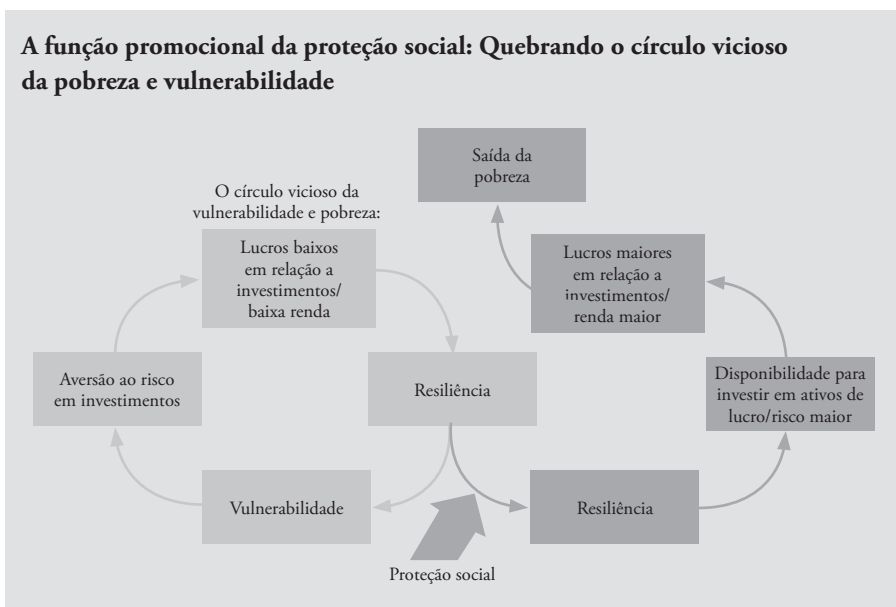 A função promocional da proteção social: Quebrando o círculo vicioso
da pobreza e vulnerabilidade
Saída da
pobreza
O círculo vicioso da
vulnerabilidade e pobreza:
Lucros baixos
em relação a
investimentos/
baixa renda
Lucros maiores
em relação a
investimentos/
renda maior
Aversão ao risco
em investimentos
Resiliência
Disponibilidade para
investir em ativos de
lucro/risco maior
Vulnerabilidade
Resiliência
Proteção social